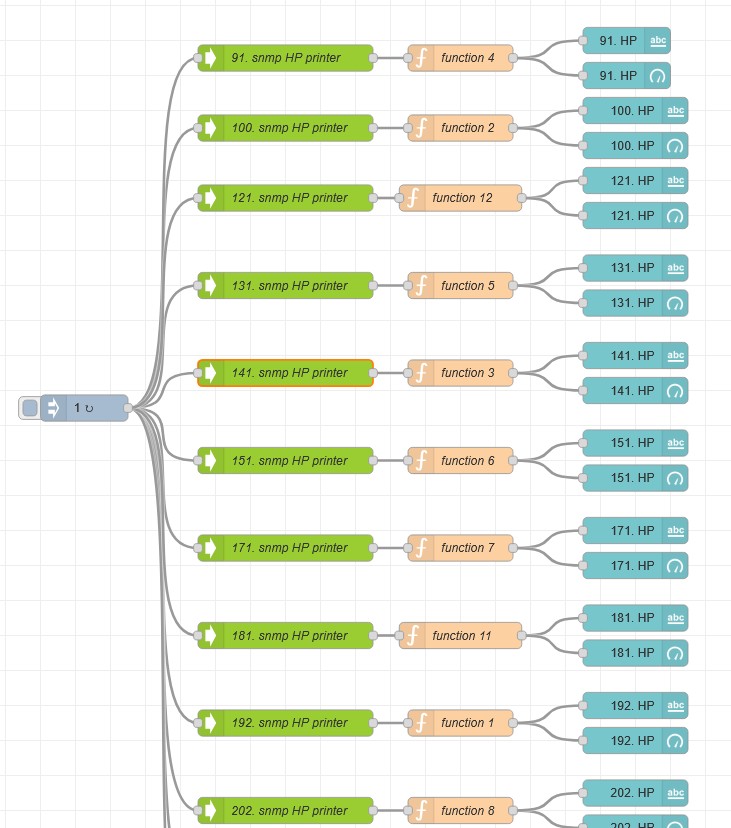 91. snmp HP printer function 4 91. HP abc
91. HP
100. snmp HP printer function 2 100. HP abc
100. HP
121. snmp HP printer function 12 121. HP abc
121. HP
131. snmp HP printer function 5 131. HP abc
131. HP
141. snmp HP printer function 3 141. HP abc
141. HP
1 ↻
151. snmp HP printer function 6 151. HP abc
151. HP
171. snmp HP printer function 7 171. HP abc
171. HP
181. snmp HP printer function 11 181. HP abc
181. HP
192. snmp HP printer function 1 192. HP abc
192. HP
202. snmp HP printer function 8 202. HP abc
202. HP